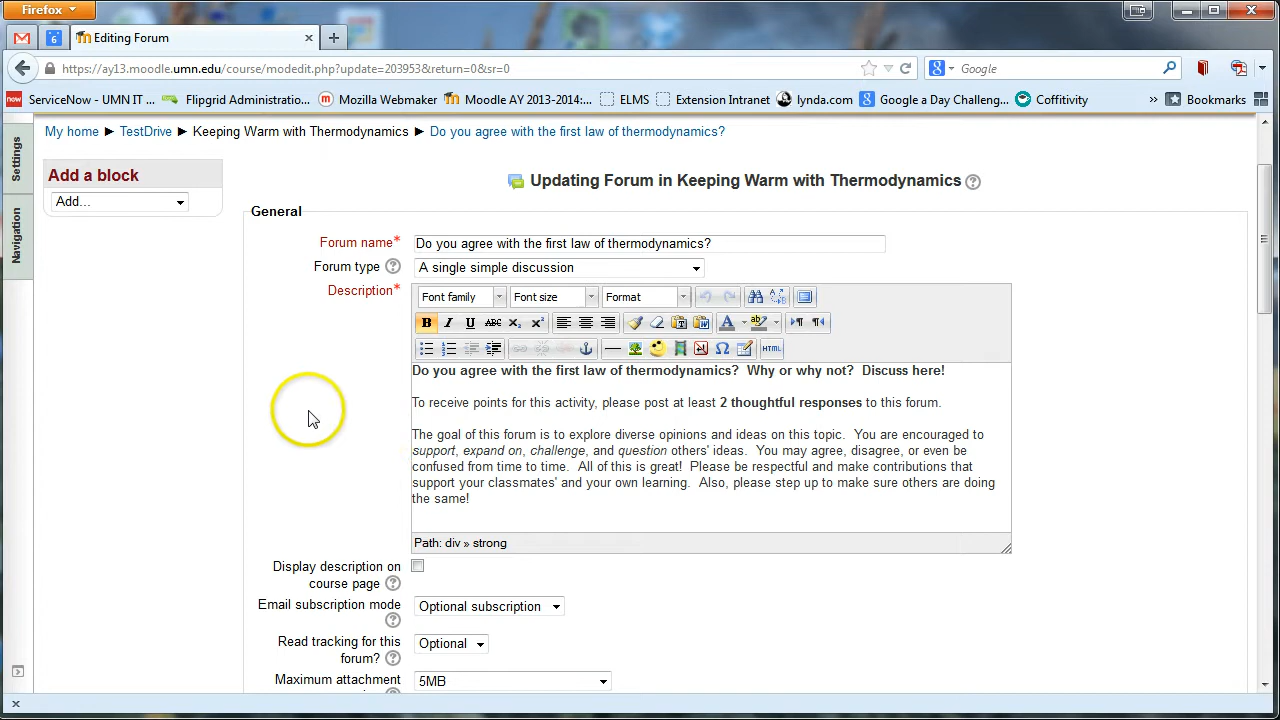 Firefox
Editing Forum
https://ay13.moodle.umn.edu/course/modedit.php?update=203953&return=0&sr=0
Google
ServiceNow - UMN IT ...
Flipgrid Administratio...
Mozilla Webmaker
Moodle AY 2013-2014:...
ELMS
Extension Intranet
lynda.com
Google a Day Challeng...
Coffitivity
»
Bookmarks
My home ► TestDrive ► Keeping Warm with Thermodynamics ► Do you agree with the first law of thermodynamics?
Settings
Navigation
Add a block
Add...
Updating Forum in Keeping Warm with Thermodynamics
General
Forum name* Do you agree with the first law of thermodynamics?
Forum type A single simple discussion
Description*
Font family Font size Format
B I U ABC X2 X2
HTML
Do you agree with the first law of thermodynamics? Why or why not? Discuss here!
To receive points for this activity, please post at least 2 thoughtful responses to this forum.
The goal of this forum is to explore diverse opinions and ideas on this topic. You are encouraged to
support, expand on, challenge, and question others' ideas. You may agree, disagree, or even be
confused from time to time. All of this is great! Please be respectful and make contributions that
support your classmates' and your own learning. Also, please step up to make sure others are doing
the same!
Path: div » strong
Display description on
course page
Email subscription mode Optional subscription
Read tracking for this
forum?
Optional
Maximum attachment
5MB